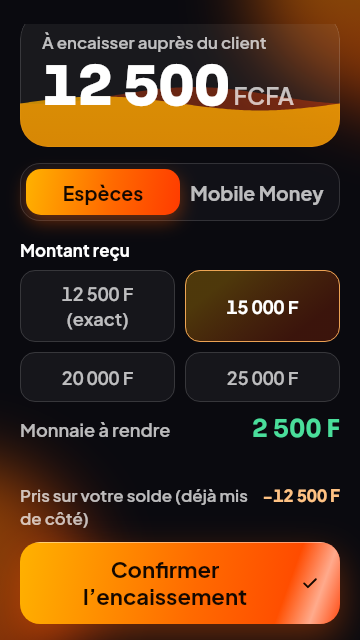 À encaisser auprès du client
12 500 FCFA
Espèces
Mobile Money
Montant reçu
12 500 F
(exact)
15 000 F
20 000 F
25 000 F
Monnaie à rendre
2 500 F
Pris sur votre solde (déjà mis
de côté)
−12 500 F
Confirmer
l’encaissement